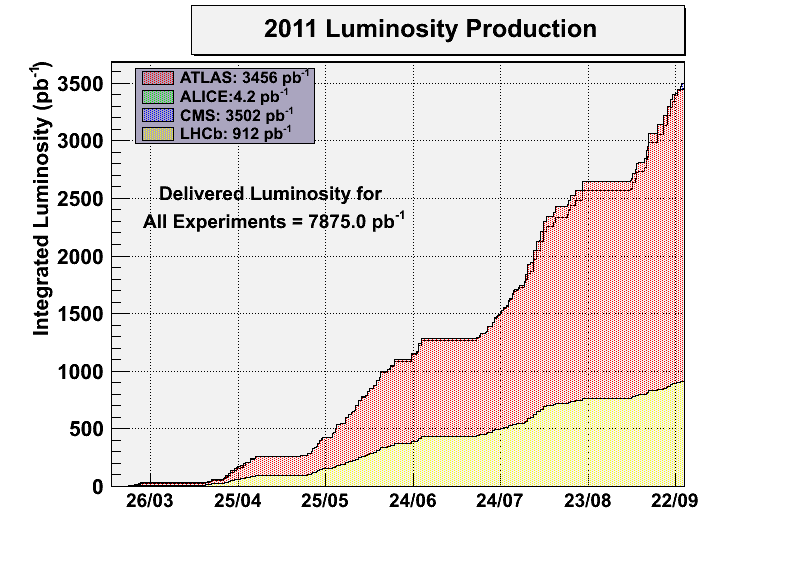 2011 Luminosity Production
Integrated Luminosity (pb⁻¹)
3500
3000
2500
2000
1500
1000
500
0
ATLAS: 3456 pb⁻¹
ALICE:4.2 pb⁻¹
CMS: 3502 pb⁻¹
LHCb: 912 pb⁻¹
Delivered Luminosity for
All Experiments = 7875.0 pb⁻¹
26/03 25/04 25/05 24/06 24/07 23/08 22/09